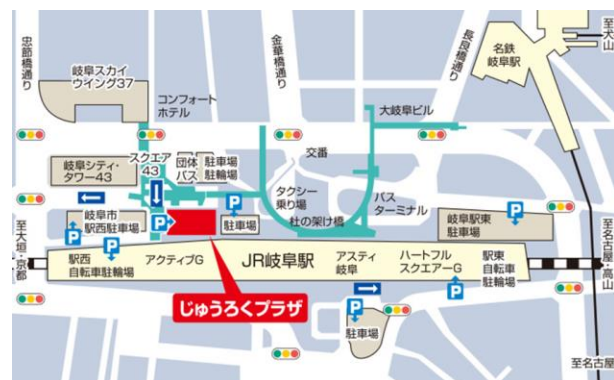 忠節橋通り
金華橋通り
長良橋通り
至名古屋・犬山
名鉄
岐阜駅
岐阜スカイ
ウイング37
コンフォート
ホテル
大岐阜ビル
交番
岐阜シティ・
タワー43
スクエア
43
団体
バス
駐車場
駐輪場
タクシー
乗り場
バス
ターミナル
杜の架け橋
P
岐阜市
駅西駐車場
P
P
駐車場
岐阜駅東
駐車場
P
P
P
至大垣・京都
駅西
自転車駐輪場
アクティブG
JR岐阜駅
アスティ
岐阜
ハートフル
スクエアーG
駅東
自転車
駐輪場
P
至名古屋・高山
じゅうろくプラザ
P
駐車場
至名古屋